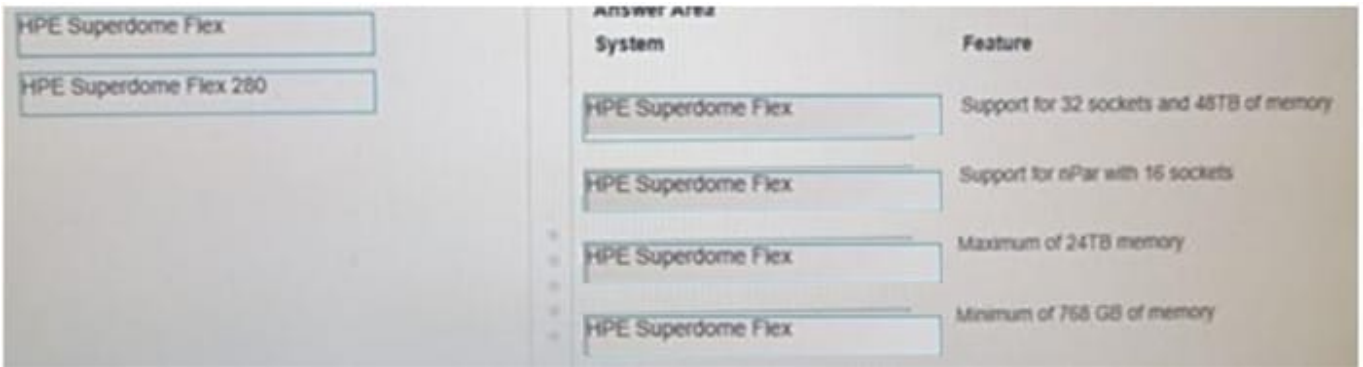 HPE Superdome Flex
HPE Superdome Flex 280
Answer Area
System Feature
HPE Superdome Flex Support for 32 sockets and 48TB of memory
HPE Superdome Flex Support for nPar with 16 sockets
HPE Superdome Flex Maximum of 24TB memory
HPE Superdome Flex Minimum of 768 GB of memory